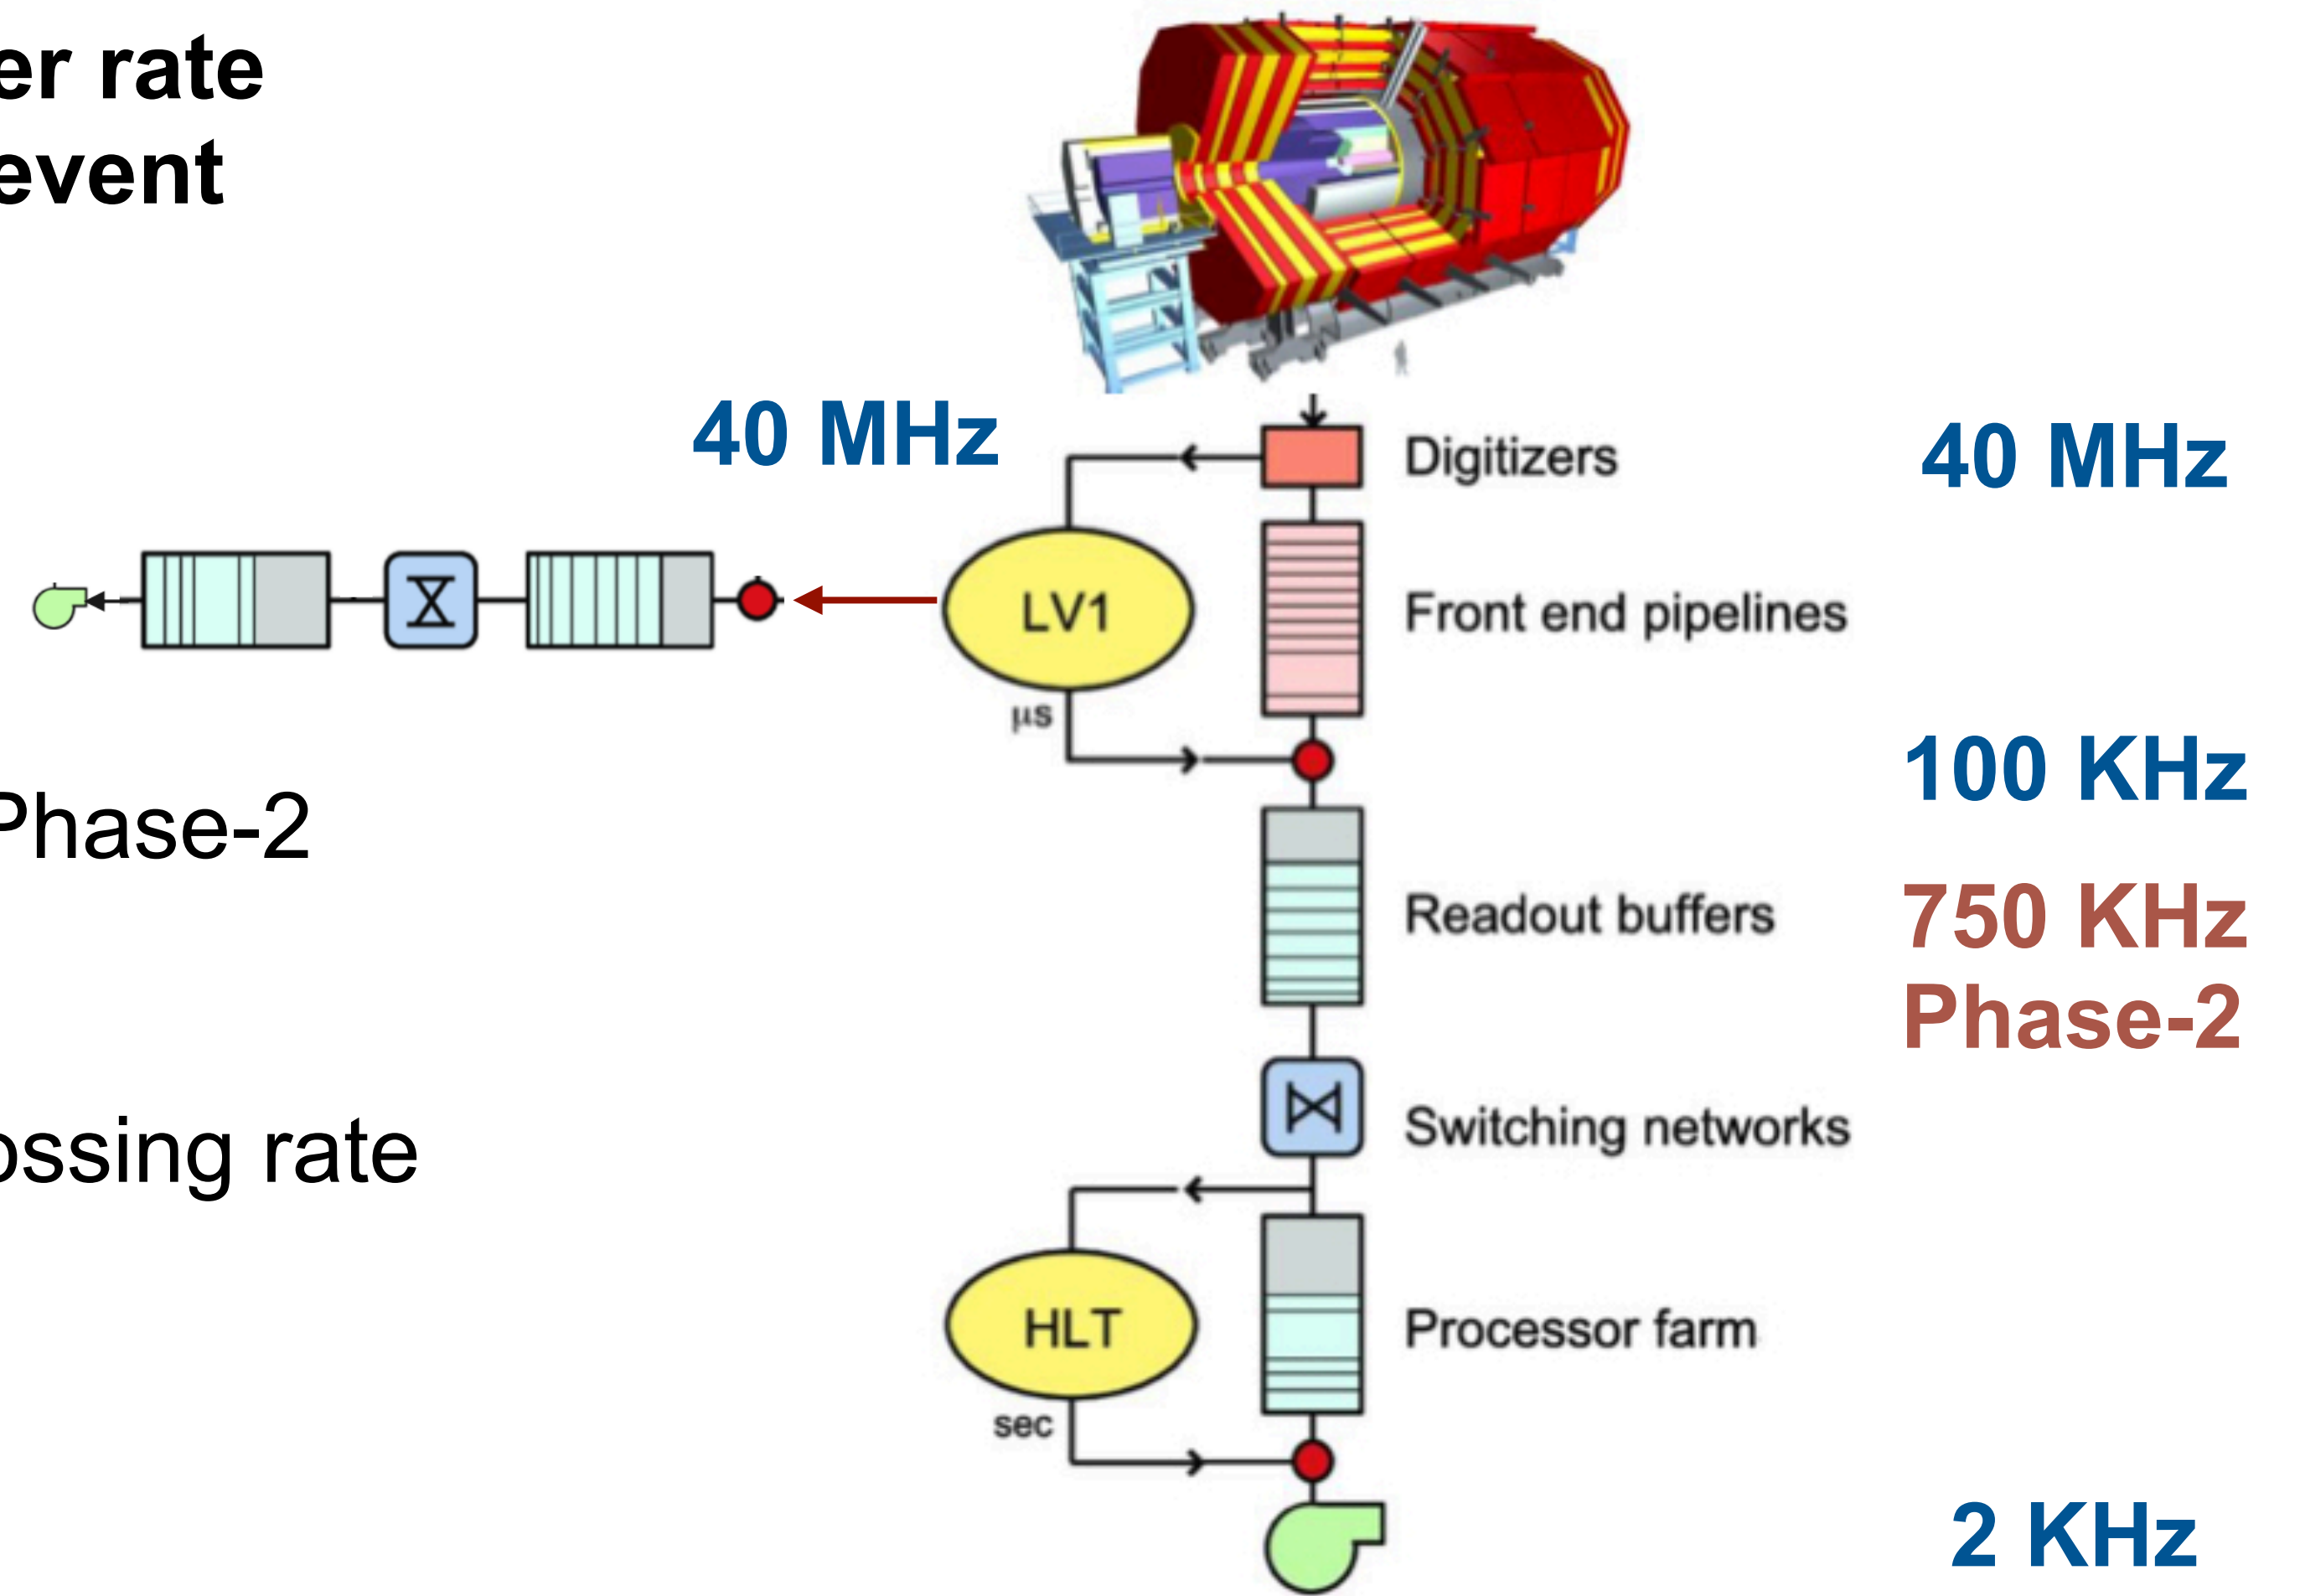 er rate
event
40 MHz
Digitizers
40 MHz
LV1
Front end pipelines
μs
100 KHz
Phase-2
Readout buffers
750 KHz
Phase-2
Switching networks
ossing rate
HLT
Processor farm
sec
2 KHz